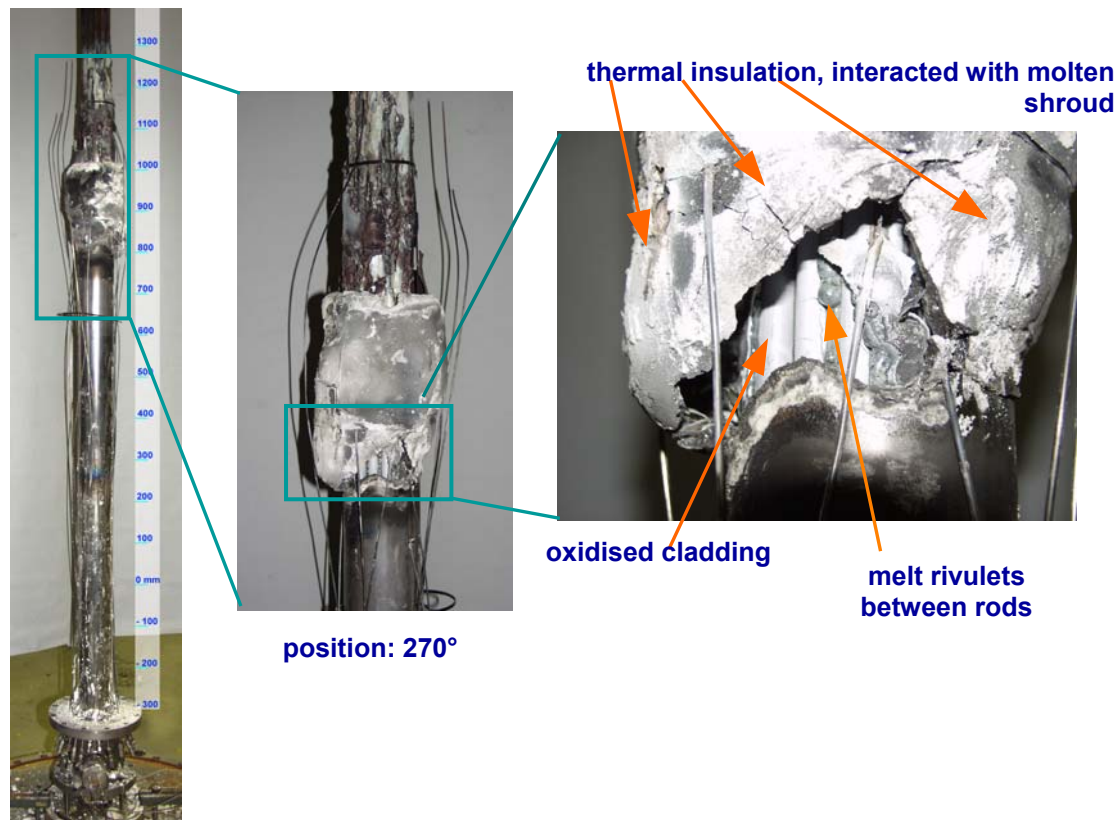 1300
1200
1100
1000
900
800
700
600
500
400
300
200
100
0 mm
- 100
- 200
- 300
thermal insulation, interacted with molten
shroud
oxidised cladding
melt rivulets
between rods
position: 270°